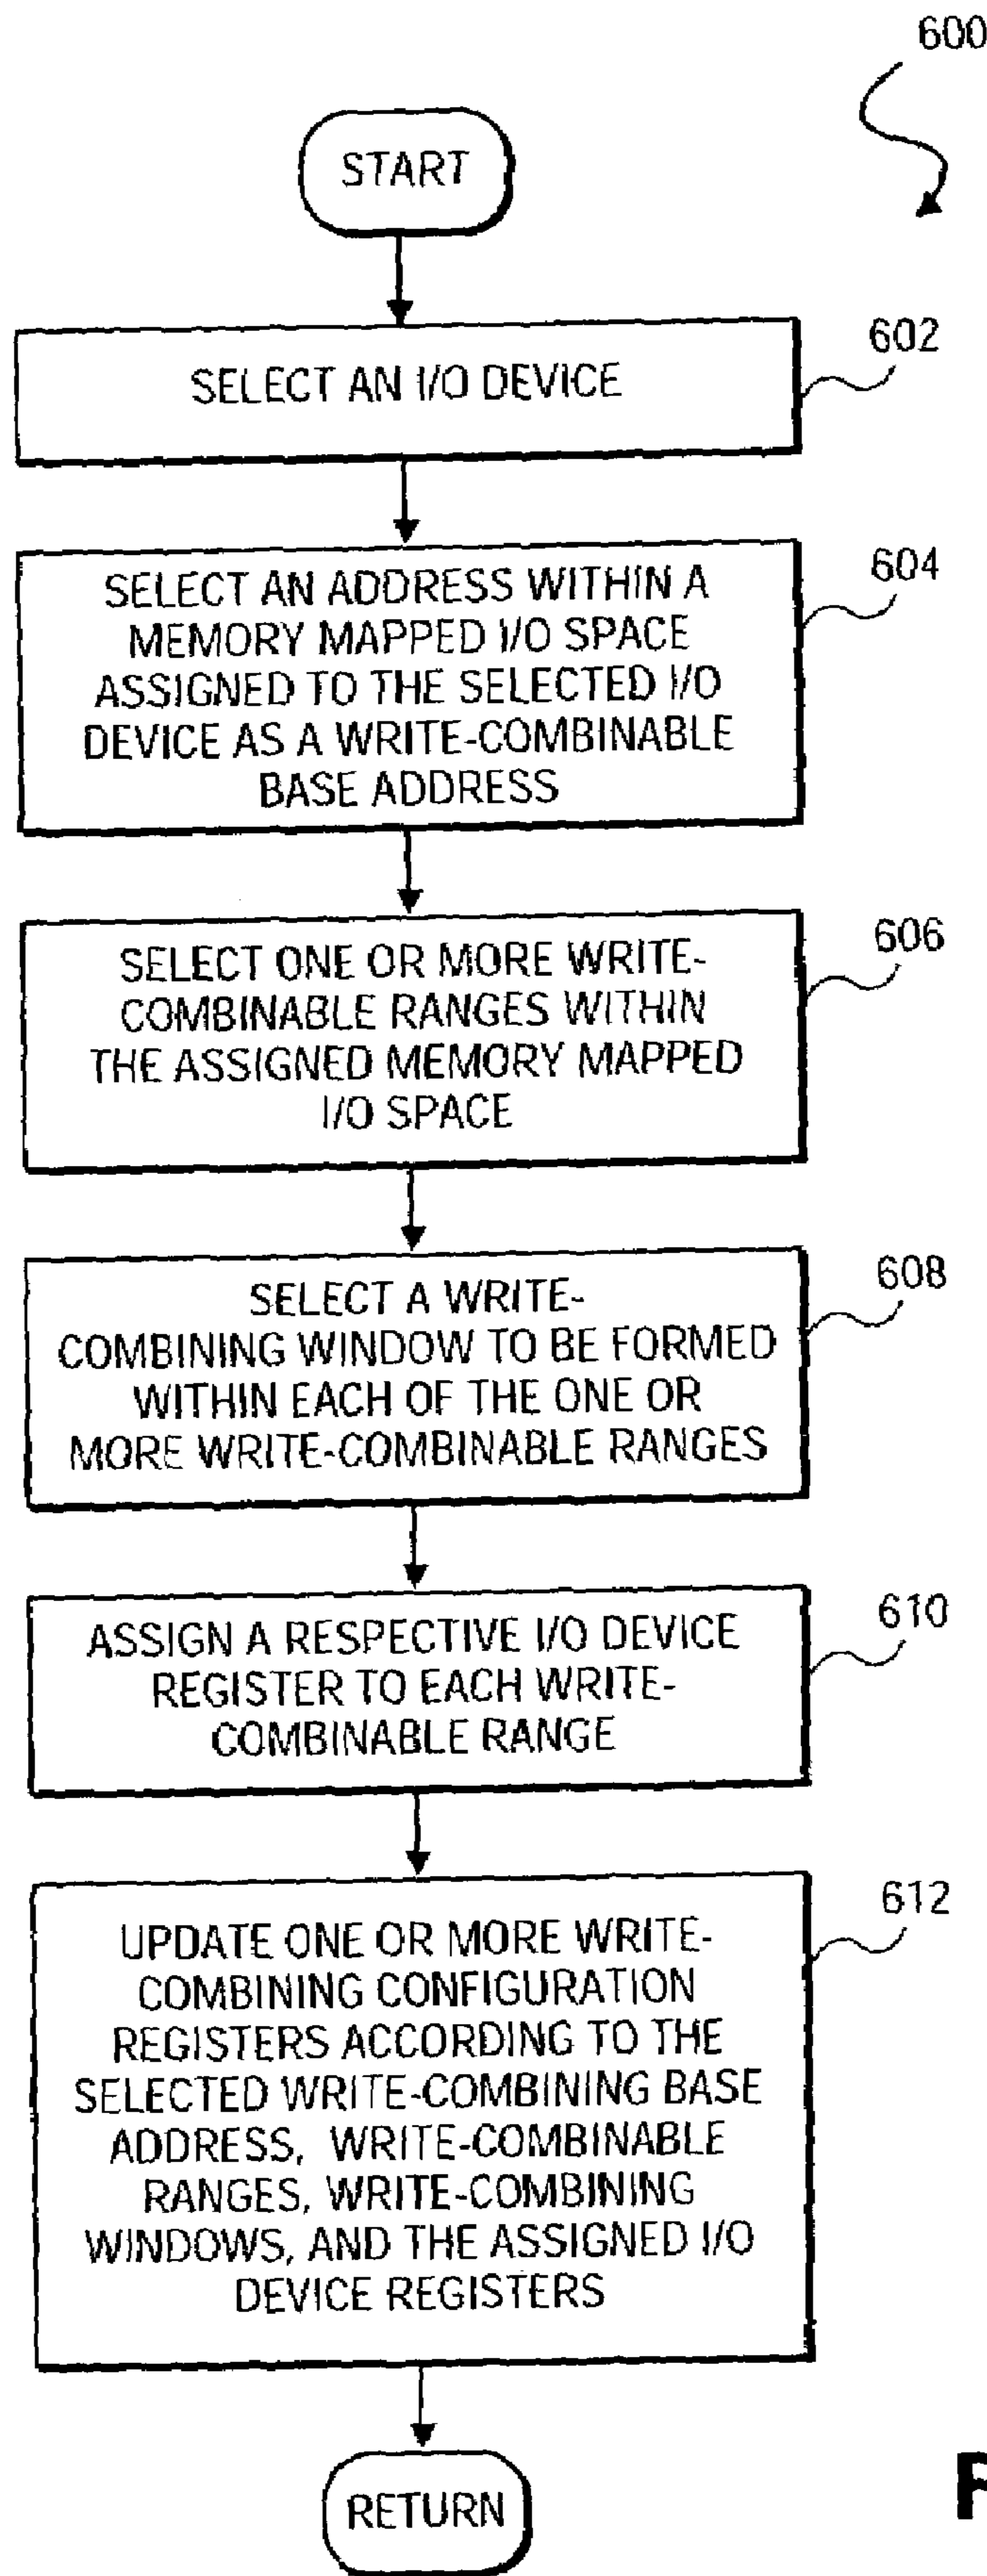 600
START
602
SELECT AN I/O DEVICE
604
SELECT AN ADDRESS WITHIN A
MEMORY MAPPED I/O SPACE
ASSIGNED TO THE SELECTED I/O
DEVICE AS A WRITE-COMBINABLE
BASE ADDRESS
606
SELECT ONE OR MORE WRITE-
COMBINABLE RANGES WITHIN
THE ASSIGNED MEMORY MAPPED
I/O SPACE
608
SELECT A WRITE-
COMBINING WINDOW TO BE FORMED
WITHIN EACH OF THE ONE OR
MORE WRITE-COMBINABLE RANGES
610
ASSIGN A RESPECTIVE I/O DEVICE
REGISTER TO EACH WRITE-
COMBINABLE RANGE
612
UPDATE ONE OR MORE WRITE-
COMBINING CONFIGURATION
REGISTERS ACCORDING TO THE
SELECTED WRITE-COMBINING BASE
ADDRESS, WRITE-COMBINABLE
RANGES, WRITE-COMBINING
WINDOWS, AND THE ASSIGNED I/O
DEVICE REGISTERS
RETURN